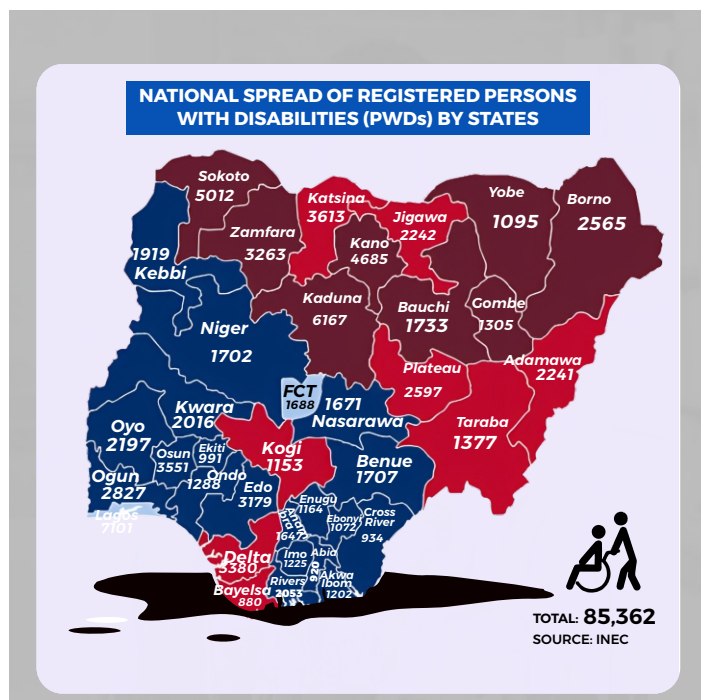 NATIONAL SPREAD OF REGISTERED PERSONS
WITH DISABILITIES (PWDs) BY STATES
Sokoto
5012
Katsina
3613
Jigawa
2242
Yobe
1095
Borno
2565
Zamfara
3263
Kano
4685
1919
Kebbi
Kaduna
6167
Bauchi
1733
Gombe
1305
Niger
1702
Adamawa
2241
Plateau
2597
FCT
1688
1671
Nasarawa
Kwara
2016
Taraba
1377
Oyo
2197
Osun
3551
Ekiti
991
Kogi
1153
Benue
1707
Ondo
1288
Ogun
2827
Edo
3179
Lagos
7101
Enugu
1164
Ebonyi
1072
Cross
River
934
1647
Delta
3380
Imo
1225
Abia
920
Akwa
Ibom
1202
Rivers
2053
Bayelsa
880
TOTAL: 85,362
SOURCE: INEC